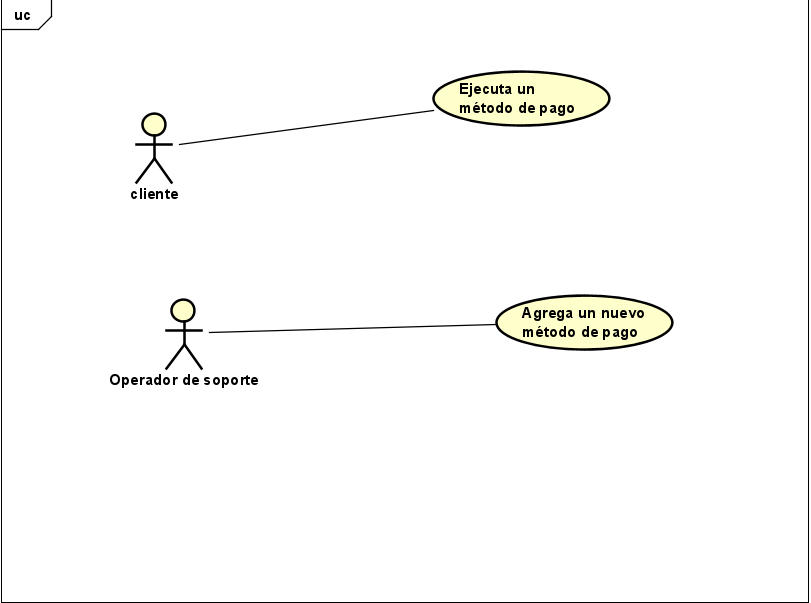 uc
Ejecuta un
método de pago
cliente
Agrega un nuevo
método de pago
Operador de soporte